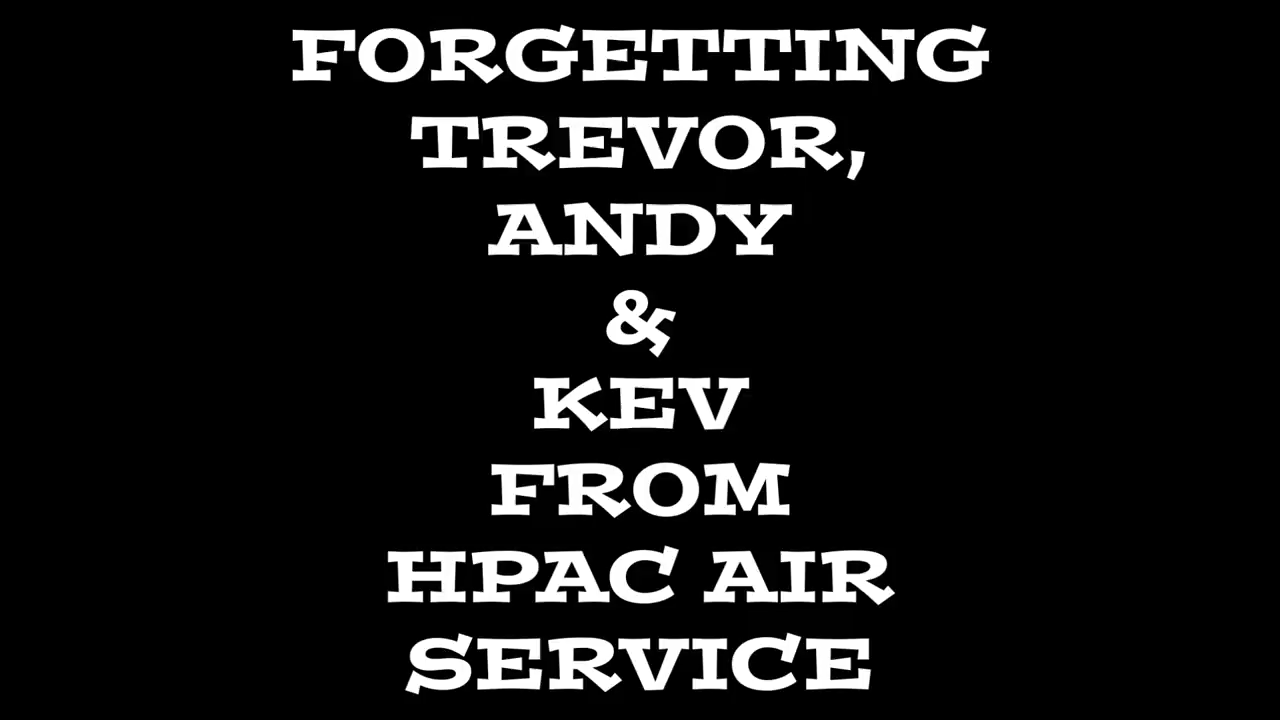 FORGETTING
TREVOR,
ANDY
&
KEV
FROM
HPAC AIR
SERVICE